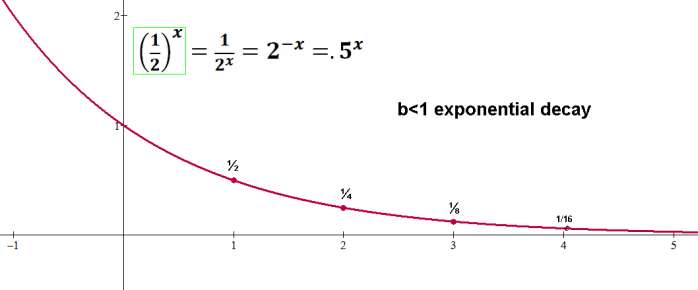 2
(1/2)^x = 1/2^x = 2^−x =. 5^x
b<1 exponential decay
1
½
¼
⅛
1/16
−1 1 2 3 4 5